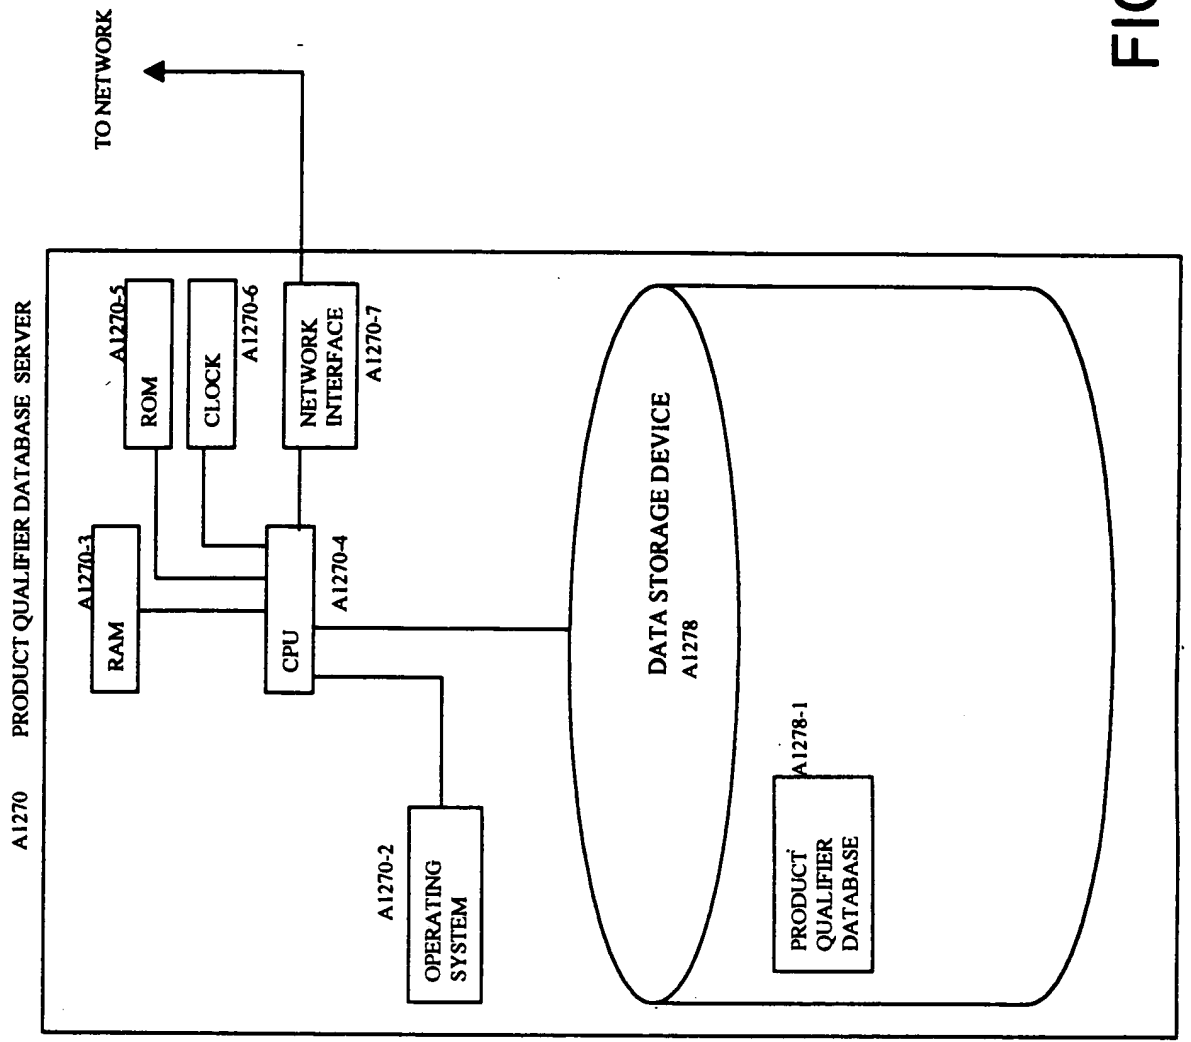 A1270 PRODUCT QUALIFIER DATABASE SERVER
TO NETWORK
A1270-3
RAM
A1270-5
ROM
CLOCK
A1270-6
CPU
A1270-4
NETWORK
INTERFACE
A1270-7
A1270-2
OPERATING
SYSTEM
DATA STORAGE DEVICE
A1278
A1278-1
PRODUCT
QUALIFIER
DATABASE